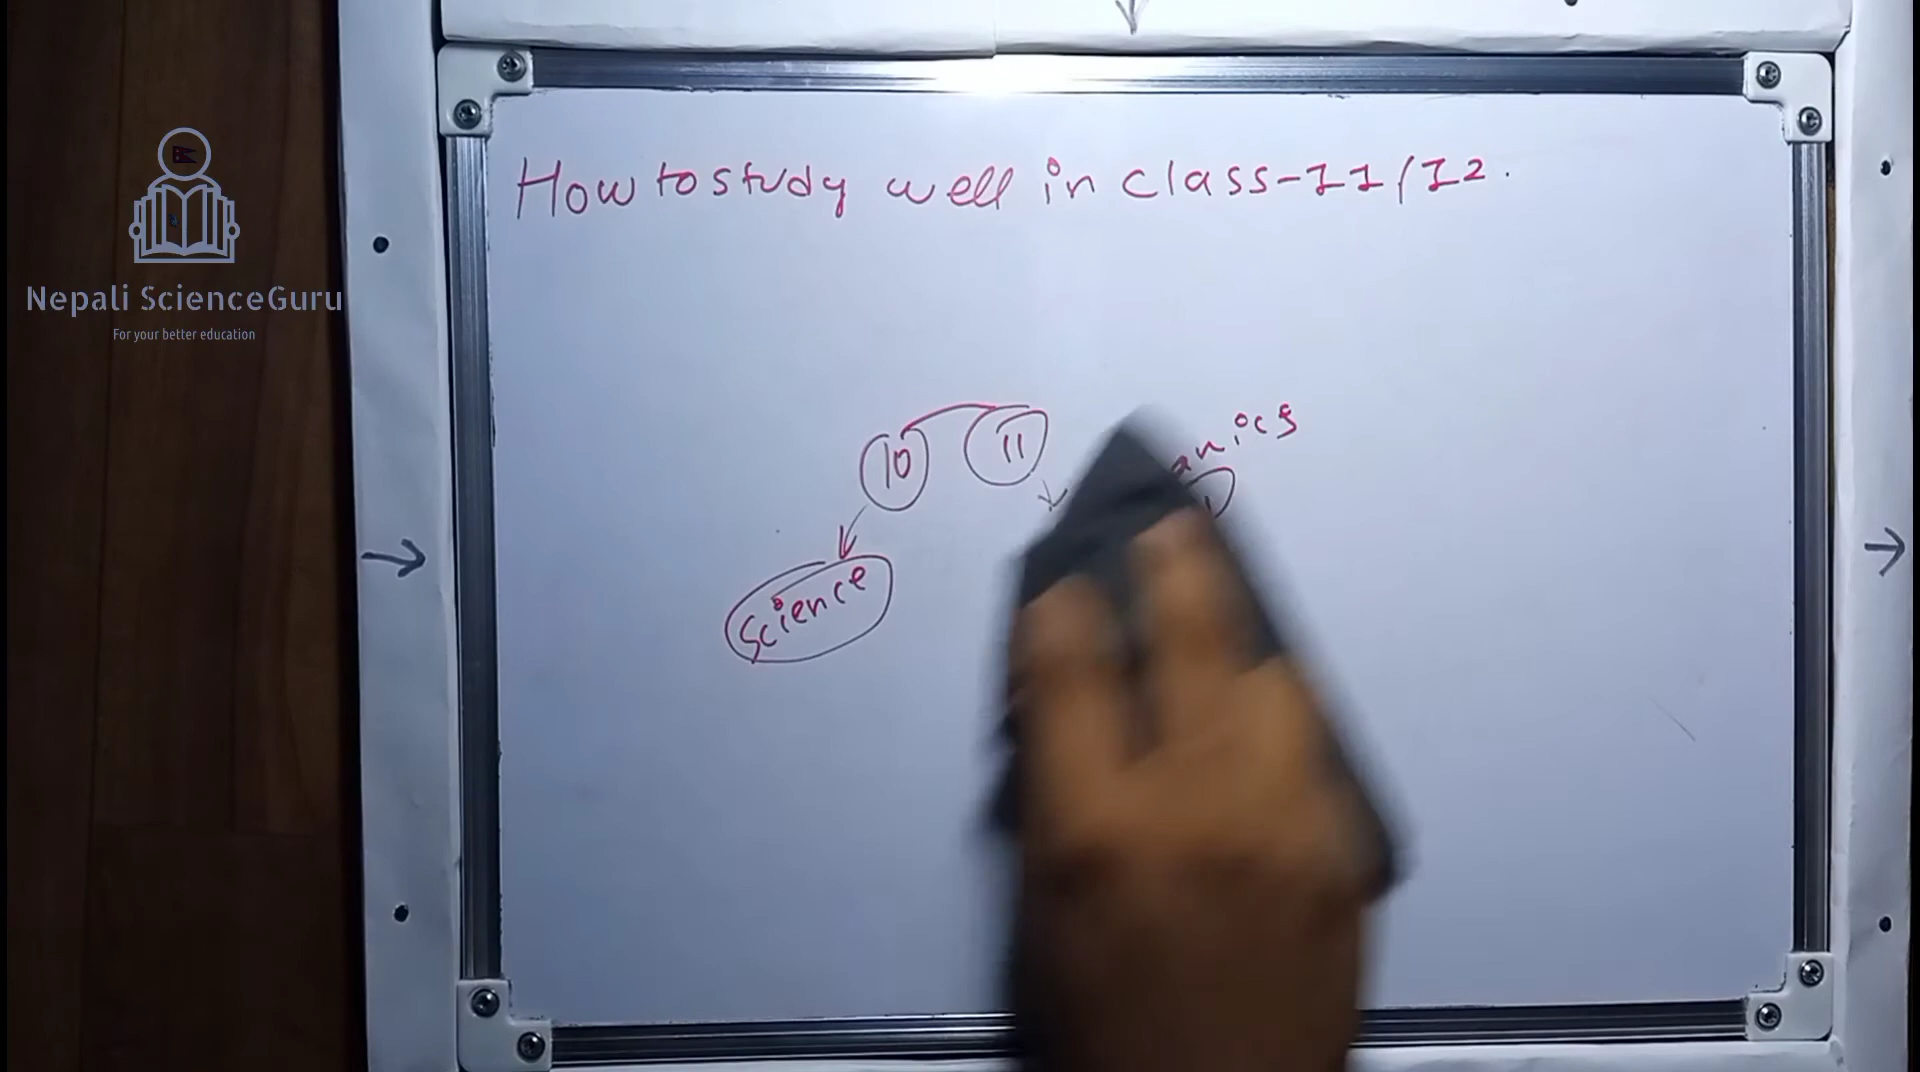 How to study well in class-11/12.
Nepali ScienceGuru
For your better education
10
11
science